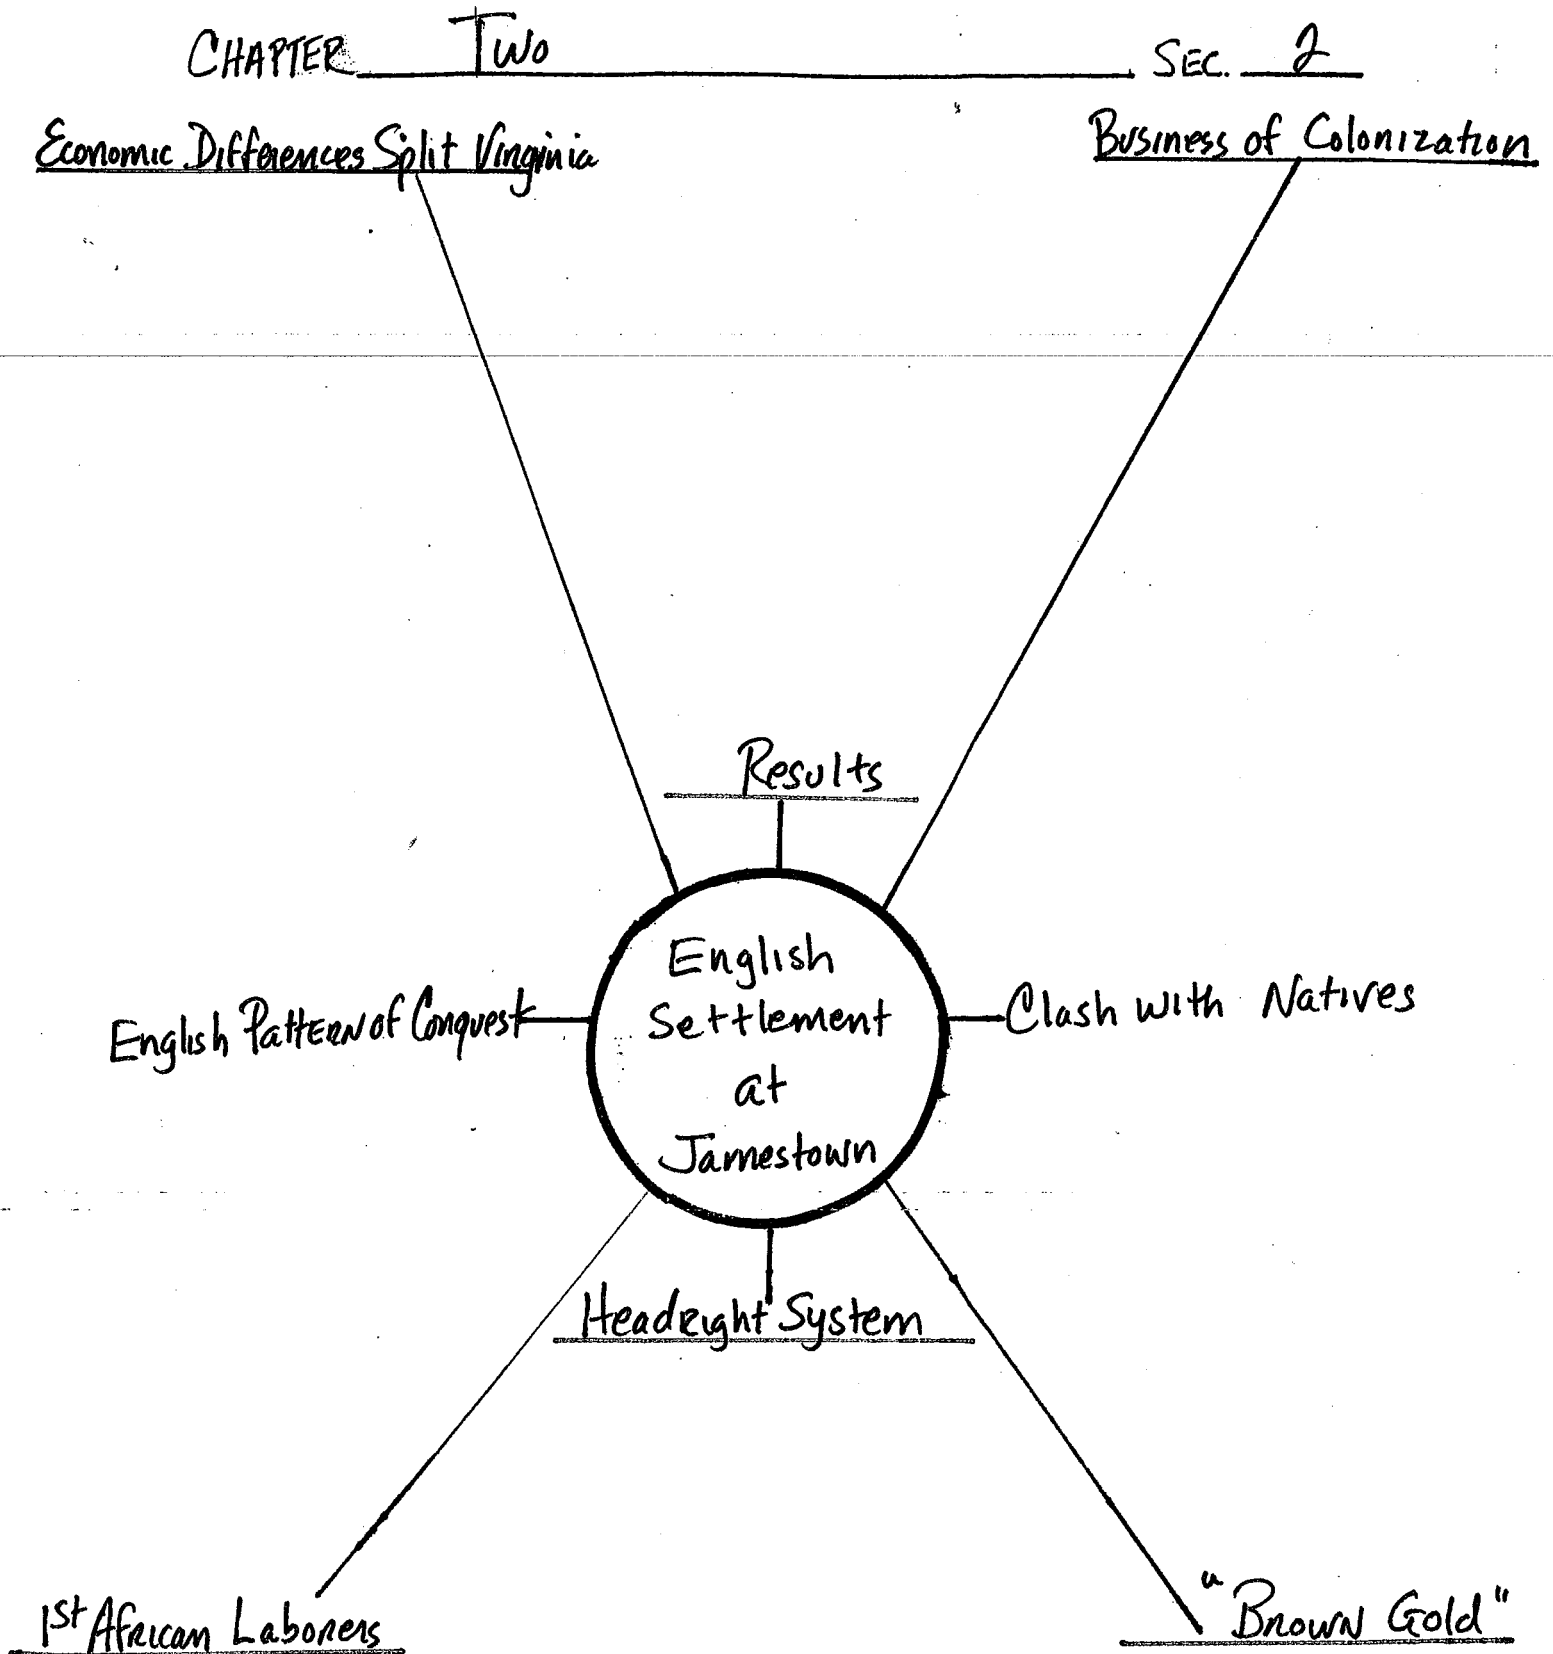 CHAPTER Two SEC. 2
Economic Differences Split Virginia
Business of Colonization
Results
English
Settlement
at
Jamestown
English Pattern of Conquest
Clash with Natives
Headright System
1st African Laborers
"Brown Gold"